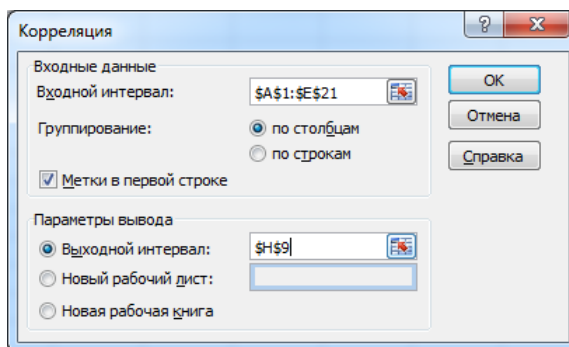 Корреляция
Входные данные
Входной интервал: $A$1:$E$21
Группирование: по столбцам
по строкам
Метки в первой строке
Параметры вывода
Выходной интервал: $H$9
Новый рабочий лист:
Новая рабочая книга
ОК
Отмена
Справка